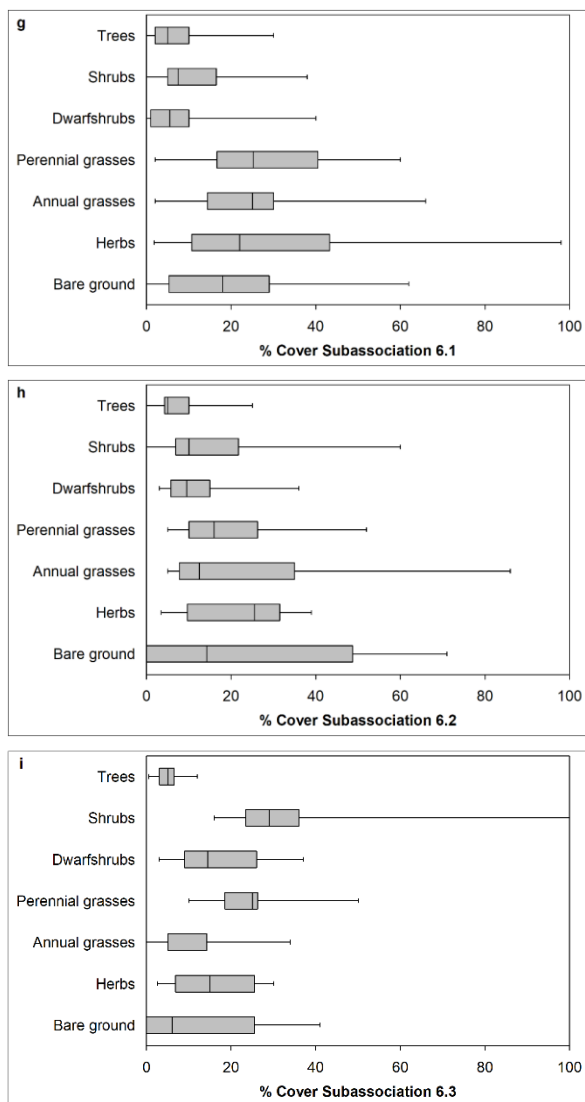 g
Trees
Shrubs
Dwarfshrubs
Perennial grasses
Annual grasses
Herbs
Bare ground
0 20 40 60 80 100
% Cover Subassociation 6.1
h
Trees
Shrubs
Dwarfshrubs
Perennial grasses
Annual grasses
Herbs
Bare ground
0 20 40 60 80 100
% Cover Subassociation 6.2
i
Trees
Shrubs
Dwarfshrubs
Perennial grasses
Annual grasses
Herbs
Bare ground
0 20 40 60 80 100
% Cover Subassociation 6.3